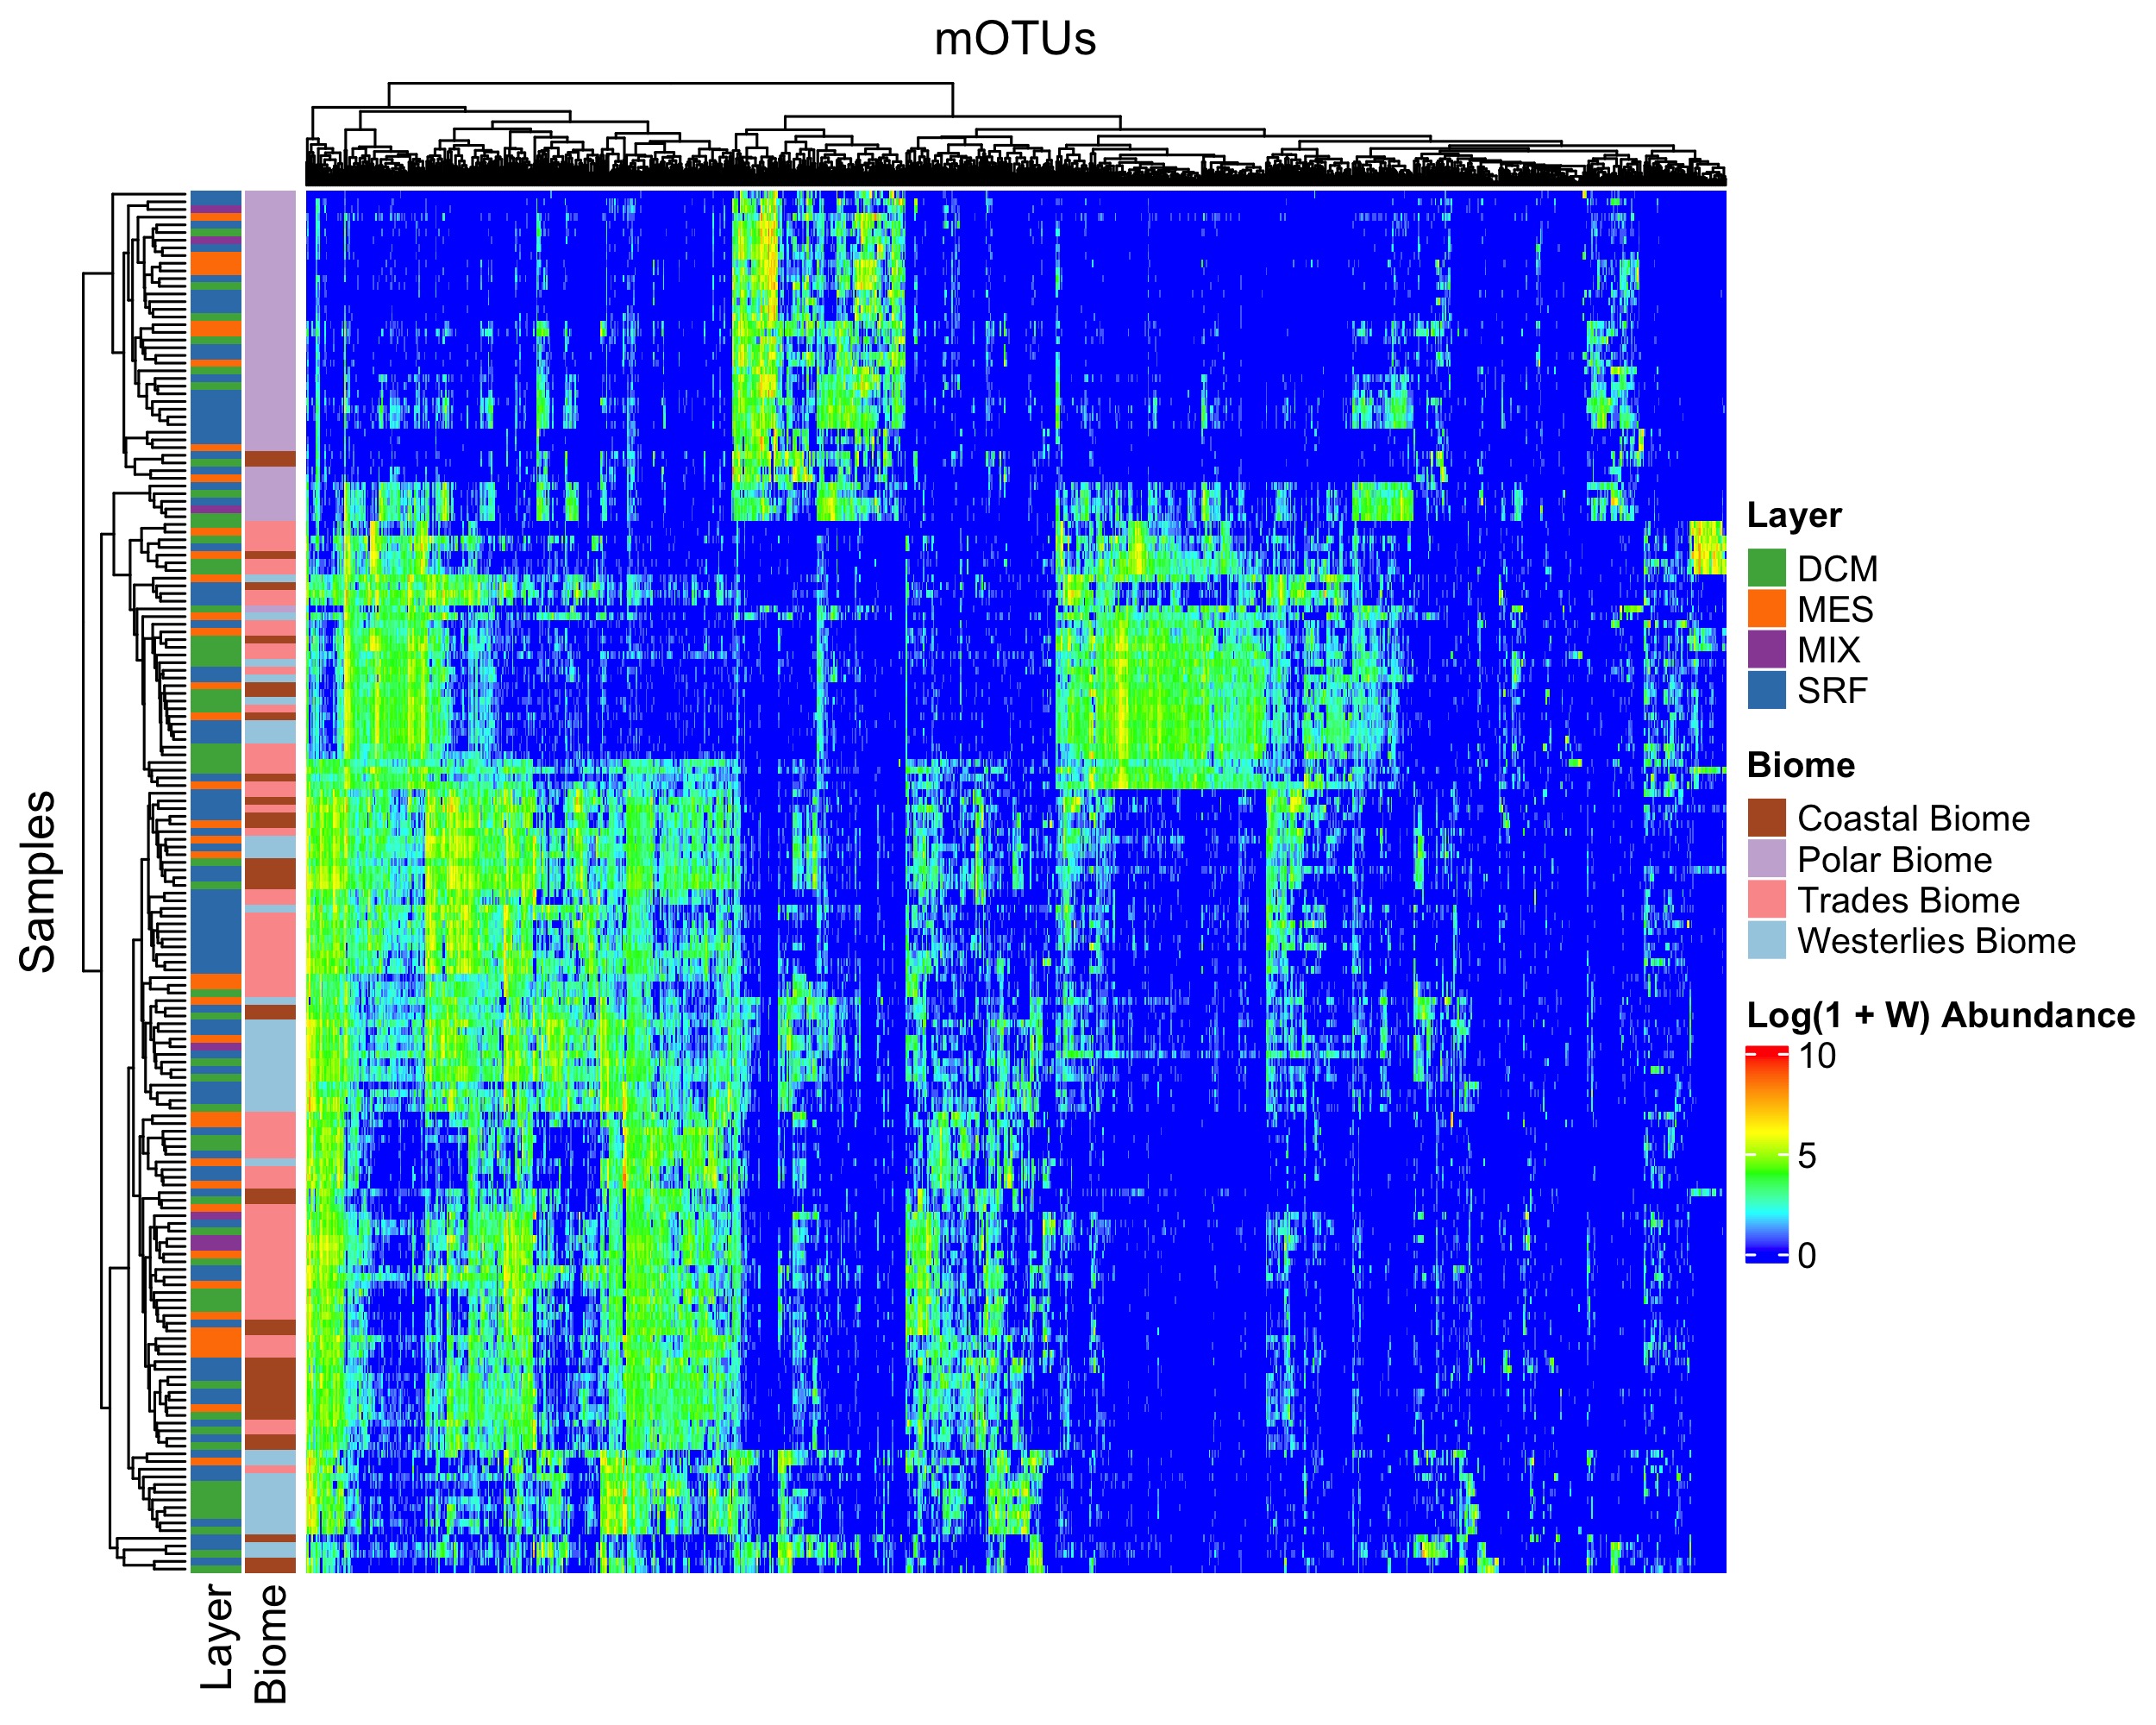 mOTUs
Samples
Layer
Biome
Layer
DCM
MES
MIX
SRF
Biome
Coastal Biome
Polar Biome
Trades Biome
Westerlies Biome
Log(1 + W) Abundance
10
5
0